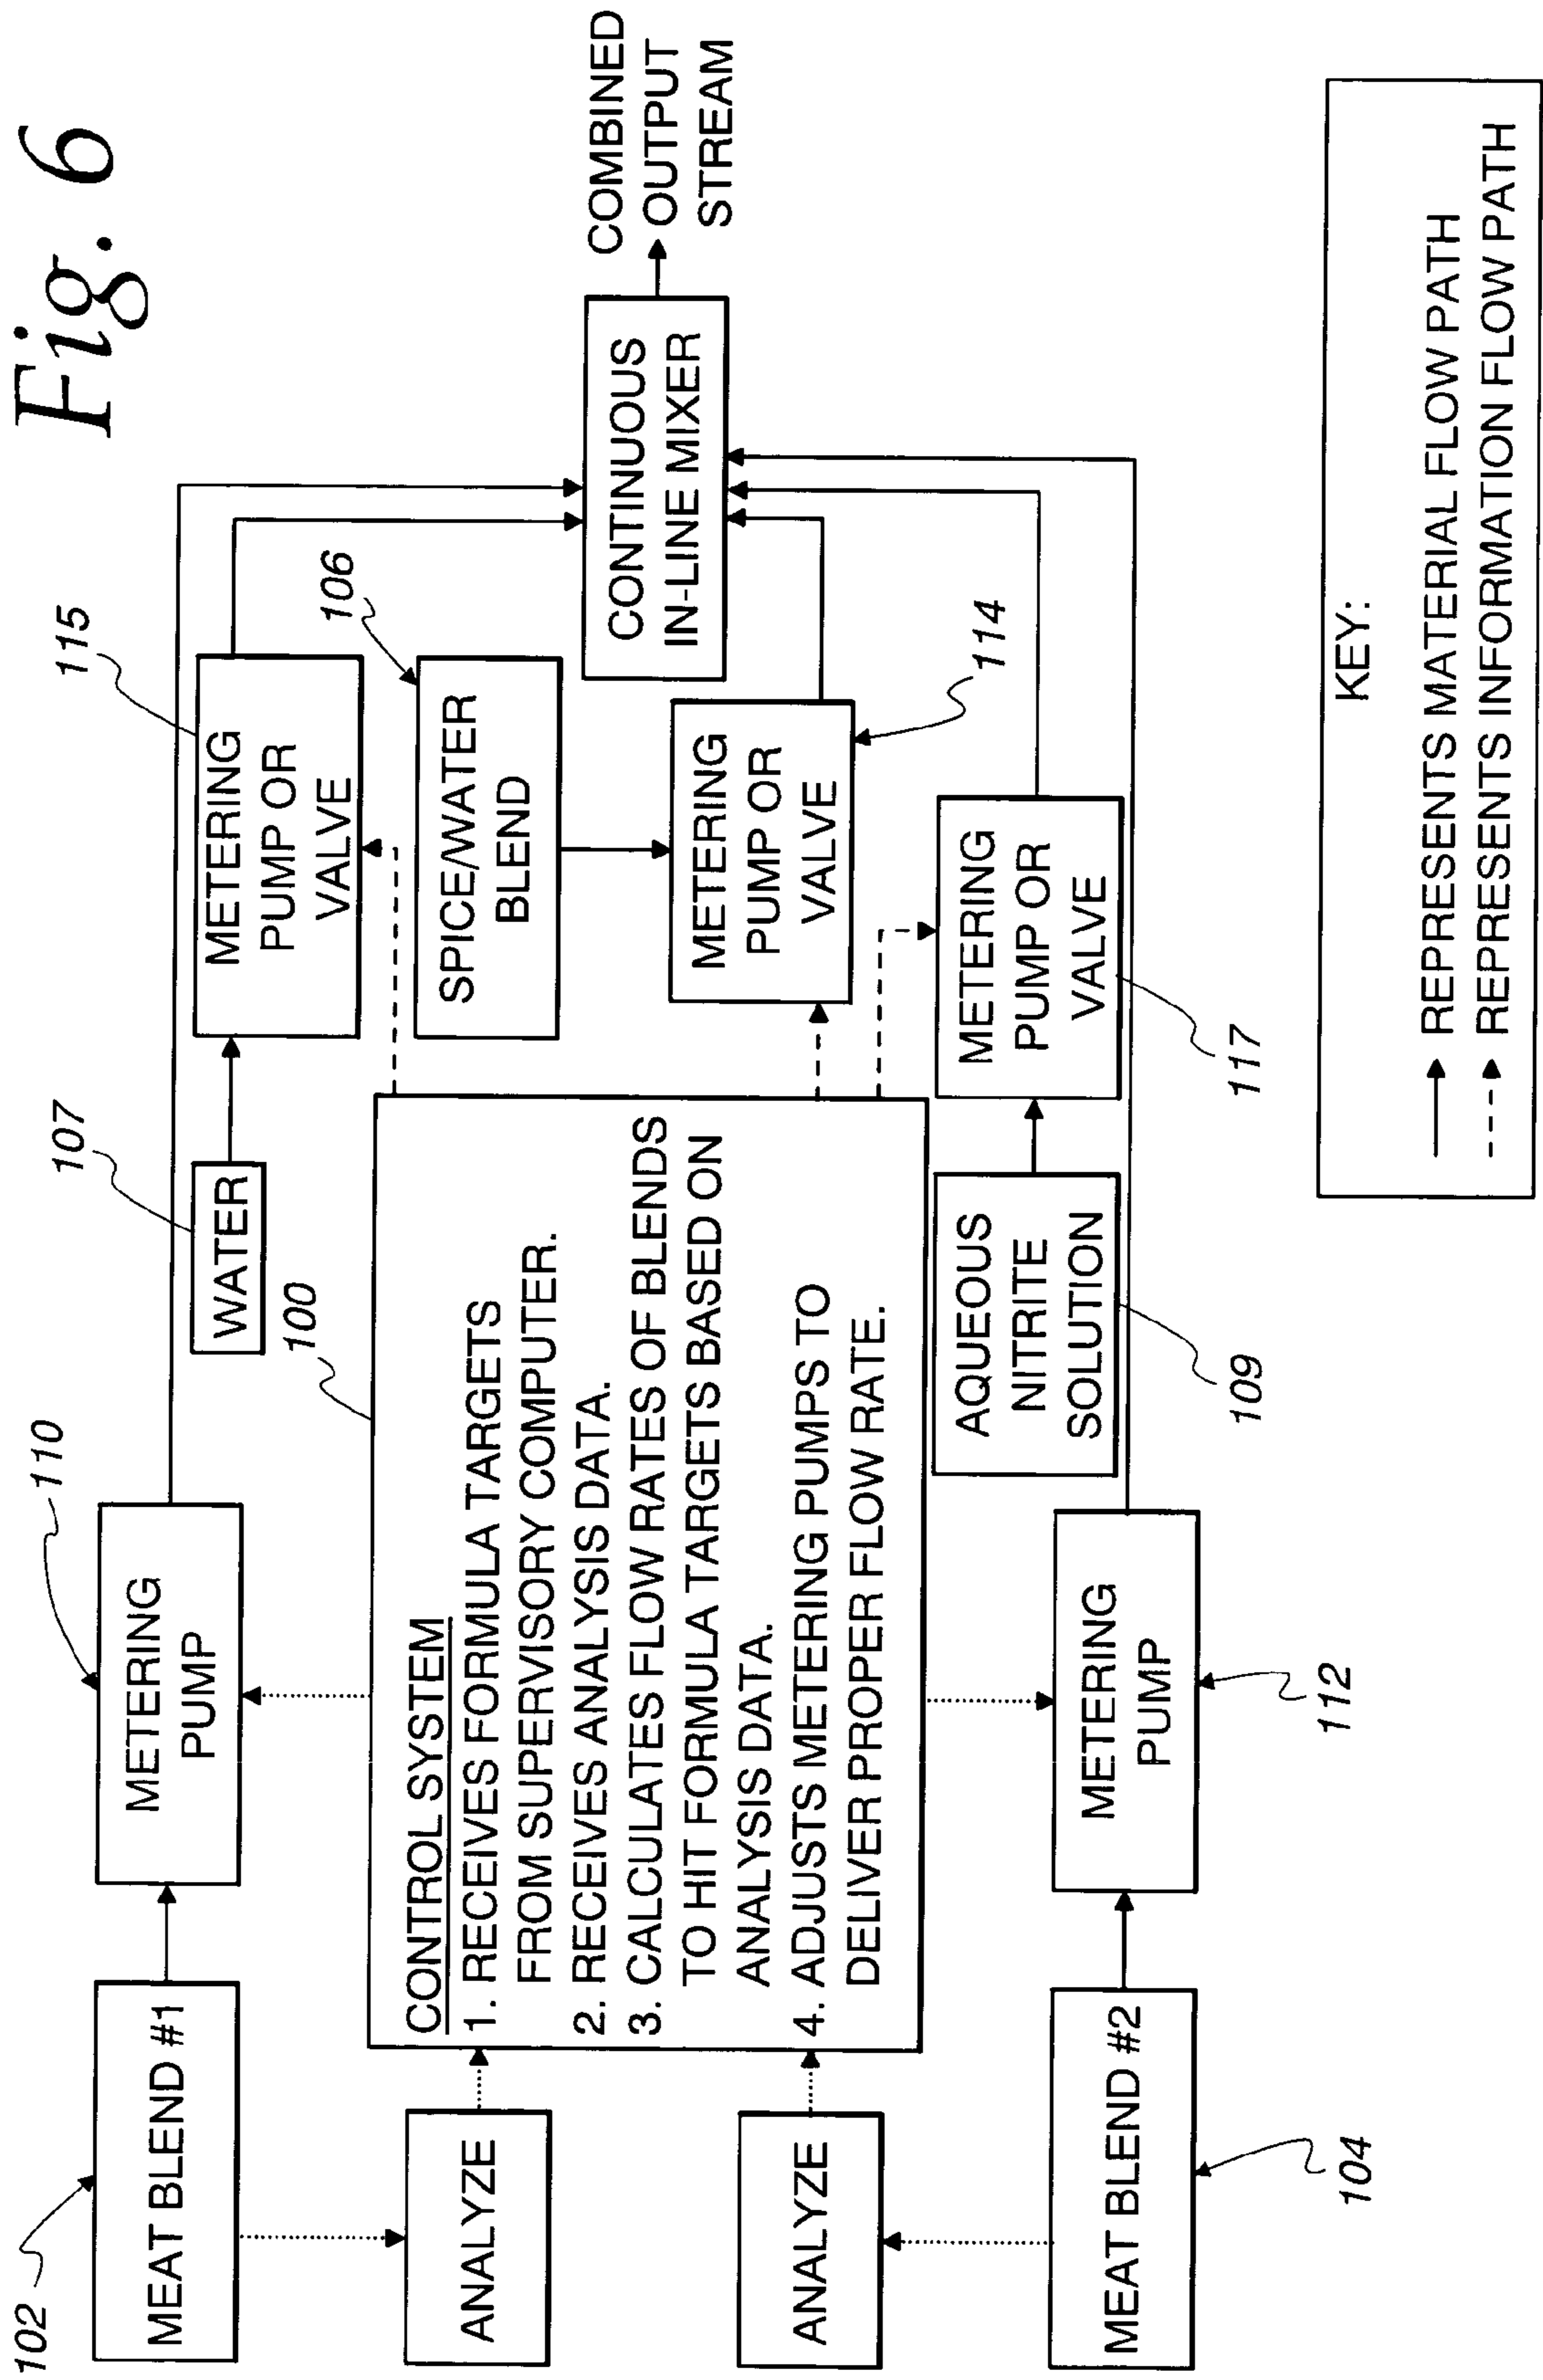 Fig. 6
102
MEAT BLEND #1
110
METERING
PUMP
107
WATER
115
METERING
PUMP OR
VALVE
106
SPICE/WATER
BLEND
CONTINUOUS
IN-LINE MIXER
COMBINED
OUTPUT
STREAM
ANALYZE
100
CONTROL SYSTEM
1. RECEIVES FORMULA TARGETS
FROM SUPERVISORY COMPUTER.
2. RECEIVES ANALYSIS DATA.
3. CALCULATES FLOW RATES OF BLENDS
TO HIT FORMULA TARGETS BASED ON
ANALYSIS DATA.
4. ADJUSTS METERING PUMPS TO
DELIVER PROPER FLOW RATE.
METERING
PUMP OR
VALVE
114
ANALYZE
AQUEOUS
NITRITE
SOLUTION
109
METERING
PUMP OR
VALVE
117
MEAT BLEND #2
104
METERING
PUMP
112
KEY:
REPRESENTS MATERIAL FLOW PATH
REPRESENTS INFORMATION FLOW PATH